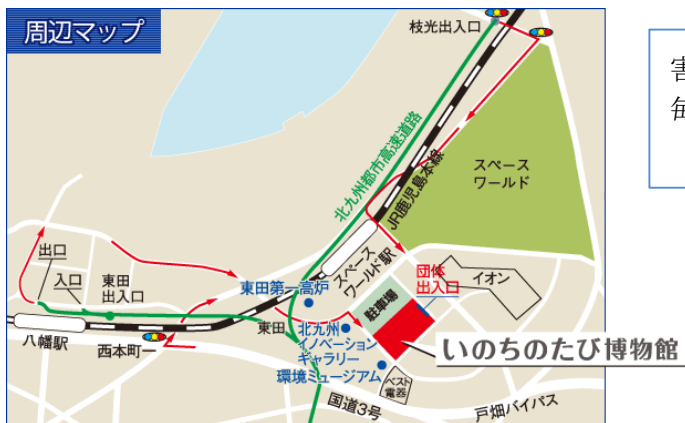 周辺マップ
枝光出入口
害
毎
北九州都市高速道路
JR鹿児島本線
スペース
ワールド
スペース
ワールド駅
出口
入口
東田
出入口
東田第一高炉
団体
出入口
イオン
駐車場
八幡駅
西本町一
東田
北九州
イノベーション
ギャラリー
環境ミュージアム
いのちのたび博物館
ベスト
電器
国道3号
戸畑バイパス